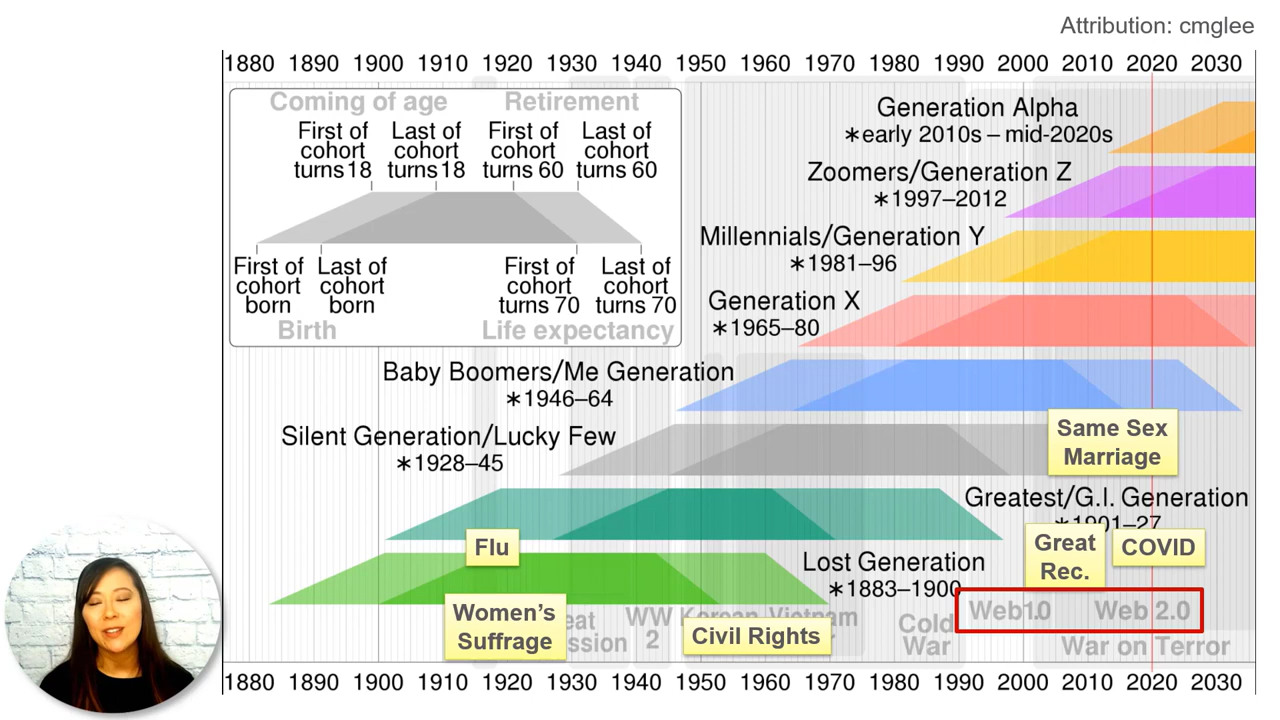 Attribution: cmglee
1880 1890 1900 1910 1920 1930 1940 1950 1960 1970 1980 1990 2000 2010 2020 2030
Coming of age Retirement
First of cohort turns 18
Last of cohort turns 18
First of cohort turns 60
Last of cohort turns 60
First of cohort born
Last of cohort born
First of cohort turns 70
Last of cohort turns 70
Birth Life expectancy
Generation Alpha
∗early 2010s – mid-2020s
Zoomers/Generation Z
∗1997–2012
Millennials/Generation Y
∗1981–96
Generation X
∗1965–80
Baby Boomers/Me Generation
∗1946–64
Silent Generation/Lucky Few
∗1928–45
Same Sex
Marriage
Greatest/G.I. Generation
∗1901–27
Flu
Great
Rec.
COVID
Lost Generation
∗1883–1900
Women's
Suffrage
WW
2
Korean Vietnam
Civil Rights
Cold
War
Web1.0 Web 2.0
War on Terror
1880 1890 1900 1910 1920 1930 1940 1950 1960 1970 1980 1990 2000 2010 2020 2030